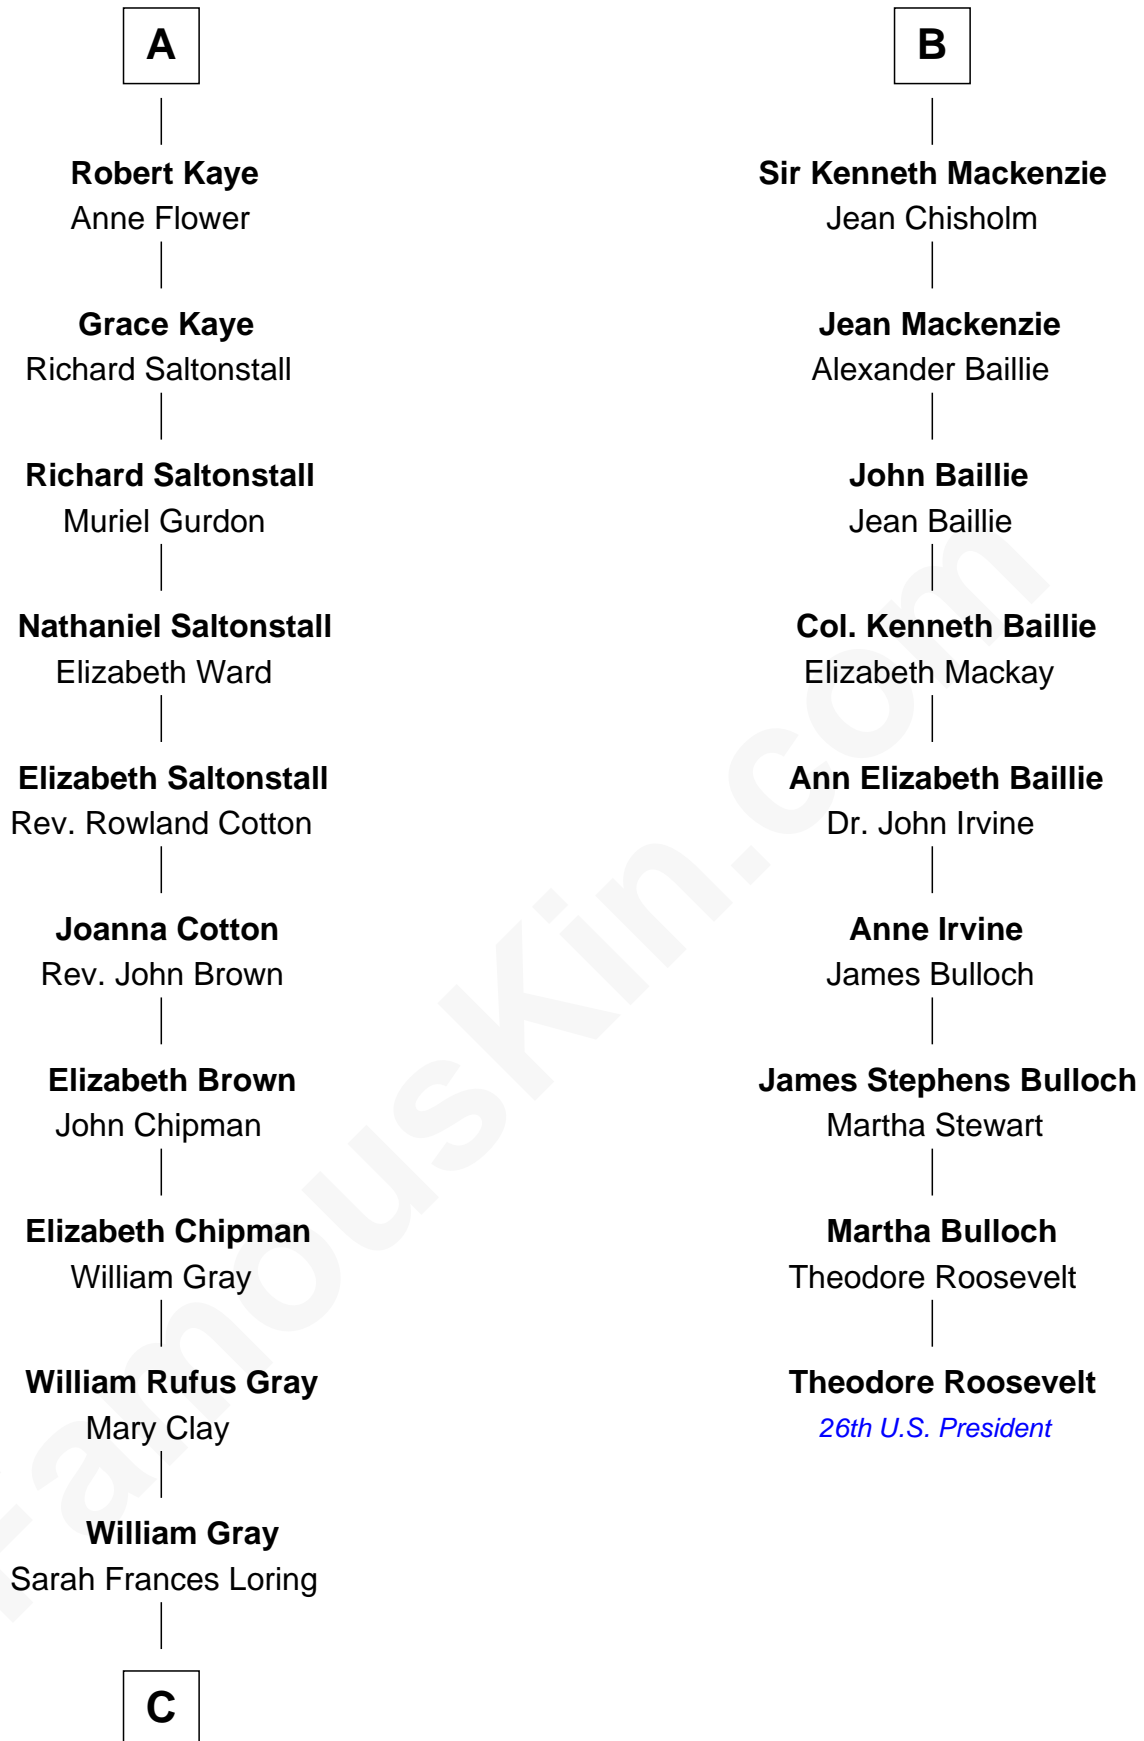 A
Robert Kaye
Anne Flower
Grace Kaye
Richard Saltonstall
Richard Saltonstall
Muriel Gurdon
Nathaniel Saltonstall
Elizabeth Ward
Elizabeth Saltonstall
Rev. Rowland Cotton
Joanna Cotton
Rev. John Brown
Elizabeth Brown
John Chipman
Elizabeth Chipman
William Gray
William Rufus Gray
Mary Clay
William Gray
Sarah Frances Loring
C
B
Sir Kenneth Mackenzie
Jean Chisholm
Jean Mackenzie
Alexander Baillie
John Baillie
Jean Baillie
Col. Kenneth Baillie
Elizabeth Mackay
Ann Elizabeth Baillie
Dr. John Irvine
Anne Irvine
James Bulloch
James Stephens Bulloch
Martha Stewart
Martha Bulloch
Theodore Roosevelt
Theodore Roosevelt
26th U.S. President
FamousKin.com